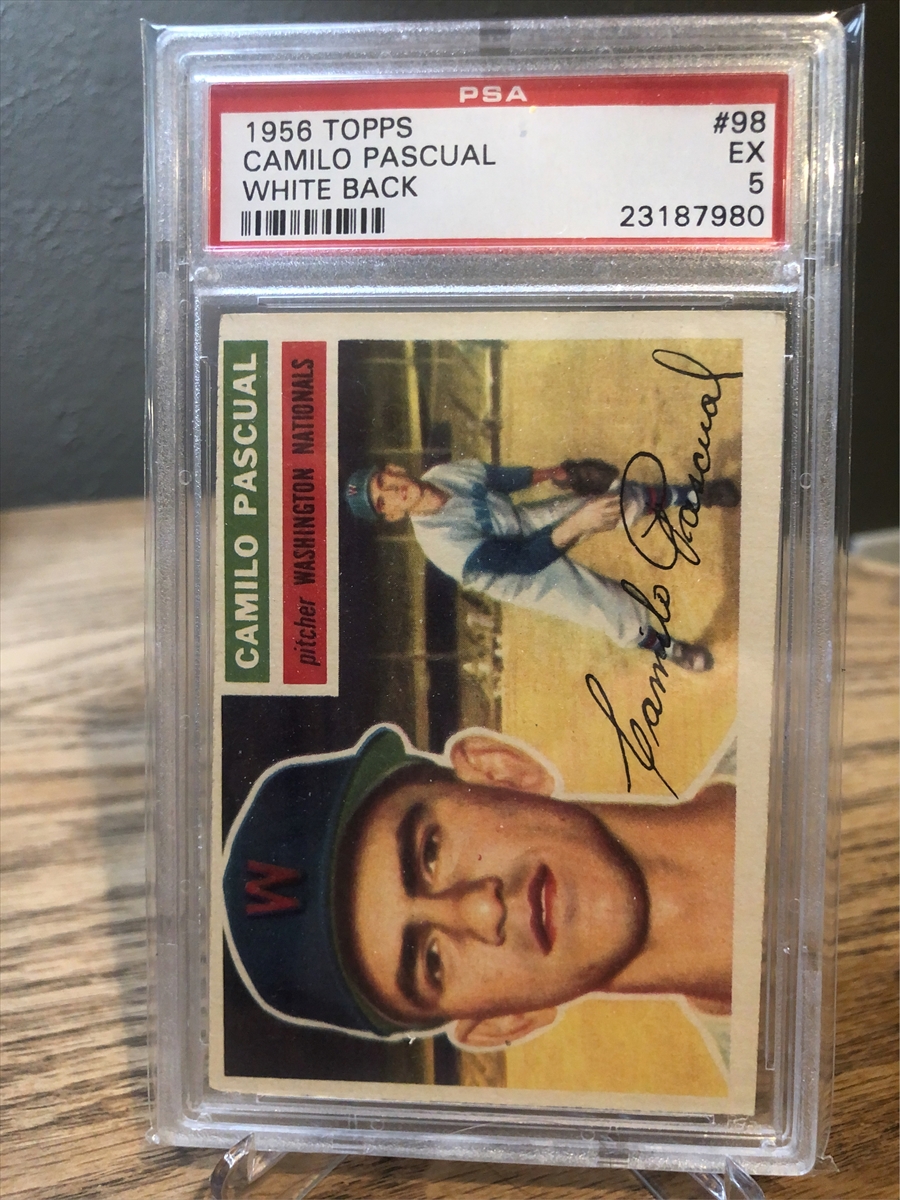 PSA
1956 TOPPS #98
CAMILO PASCUAL EX
WHITE BACK 5
23187980
CAMILO PASCUAL
pitcher WASHINGTON NATIONALS
W
Camilo Pascual
W